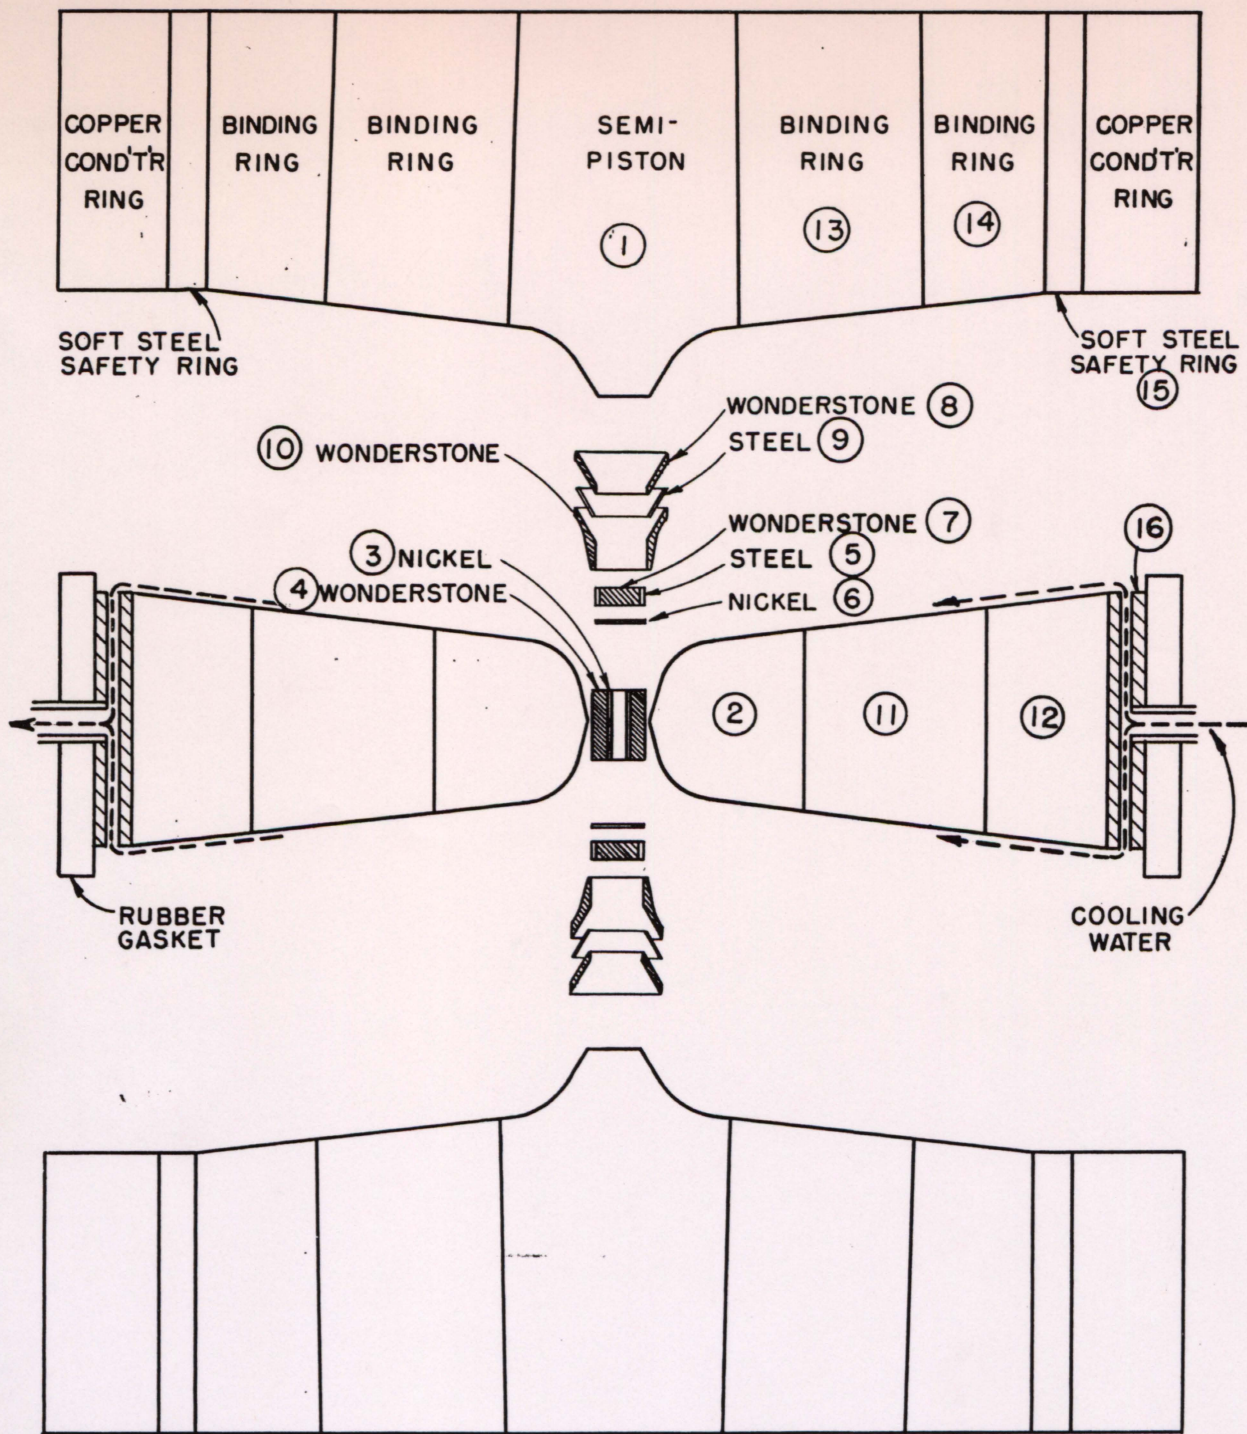 COPPER
COND'T'R
RING
BINDING
RING
BINDING
RING
SEMI-
PISTON
1
BINDING
RING
13
BINDING
RING
14
COPPER
COND'T'R
RING
SOFT STEEL
SAFETY RING
SOFT STEEL
SAFETY RING
15
WONDERSTONE 8
STEEL 9
10 WONDERSTONE
WONDERSTONE 7
STEEL 5
NICKEL 6
3 NICKEL
4 WONDERSTONE
16
2
11
12
RUBBER
GASKET
COOLING
WATER